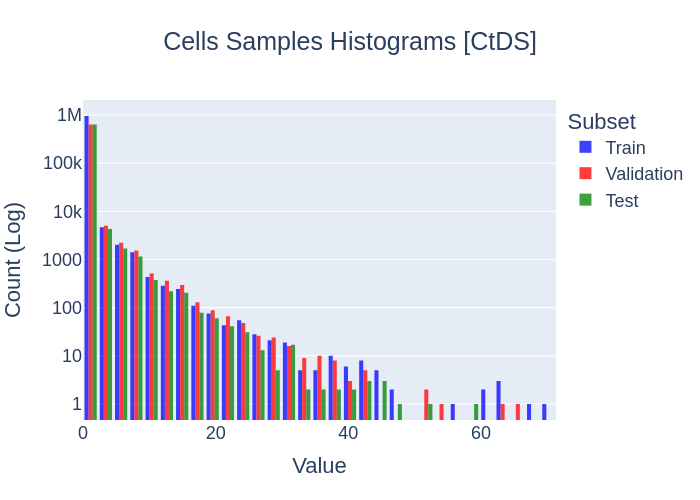 Cells Samples Histograms [CtDS]
Count (Log)
1M
100k
10k
1000
100
10
1
0
20
40
60
Value
Subset
Train
Validation
Test